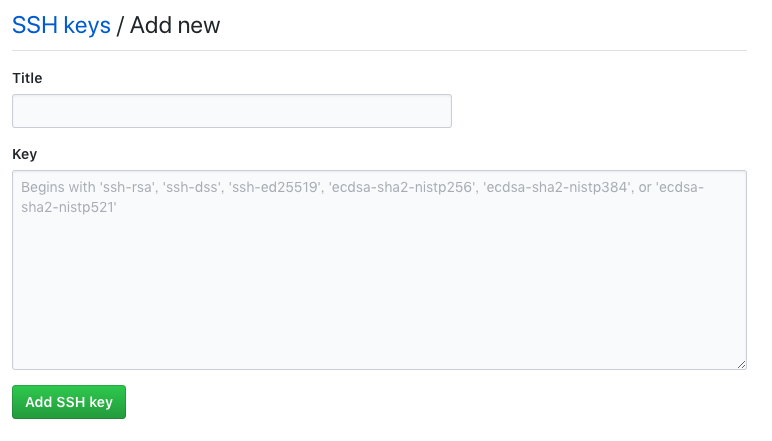 SSH keys / Add new
Title
Key
Begins with 'ssh-rsa', 'ssh-dss', 'ssh-ed25519', 'ecdsa-sha2-nistp256', 'ecdsa-sha2-nistp384', or 'ecdsa-
sha2-nistp521'
Add SSH key